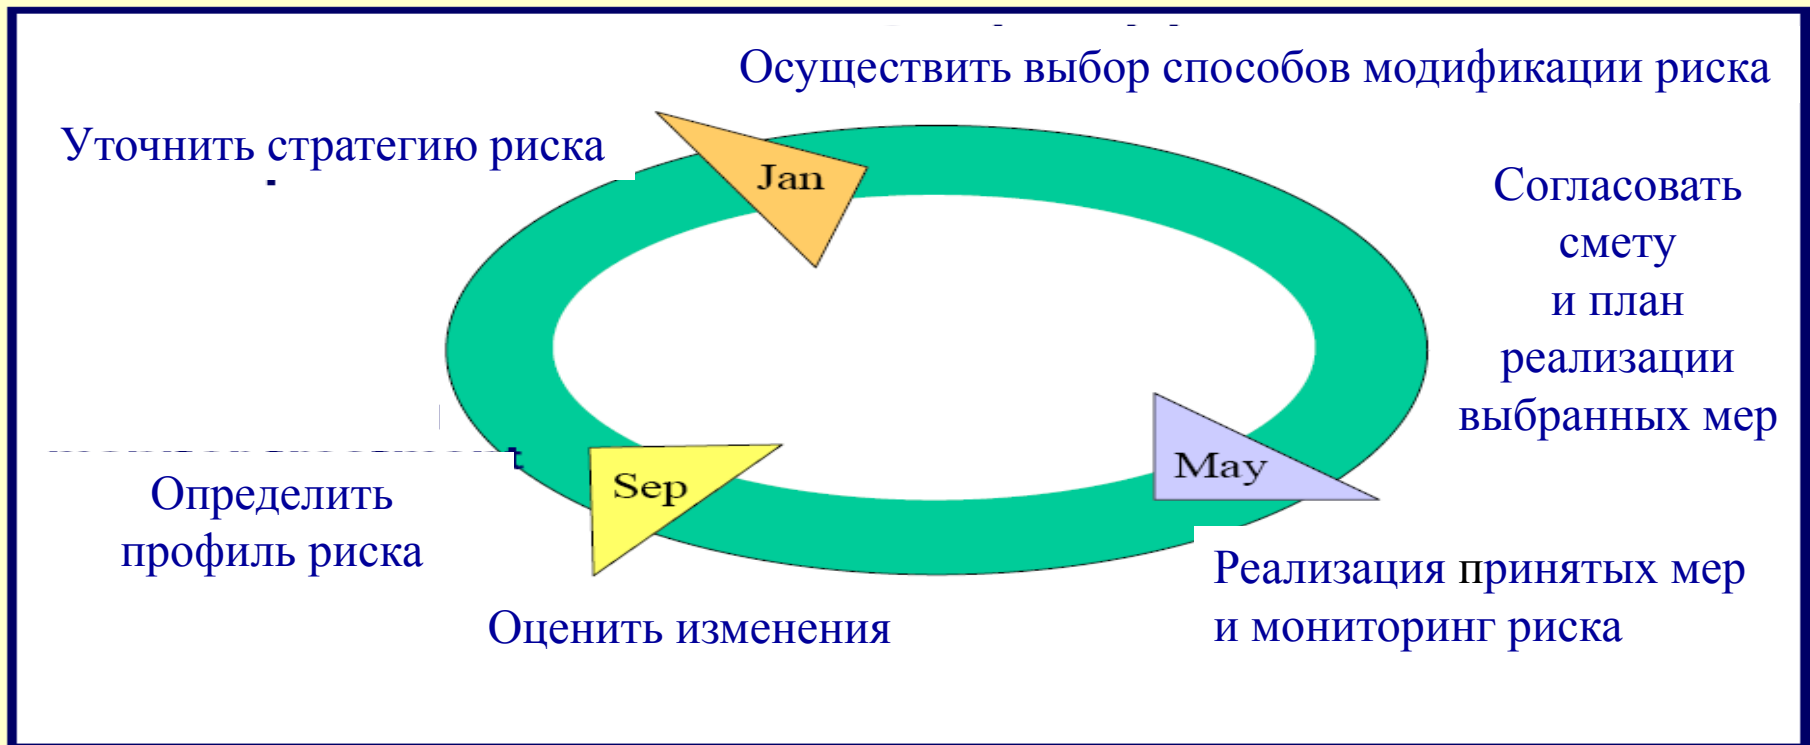 Осуществить выбор способов модификации риска
Уточнить стратегию риска
Jan
Согласовать
смету
и план
реализации
выбранных мер
May
Sep
Определить
профиль риска
Реализация принятых мер
и мониторинг риска
Оценить изменения